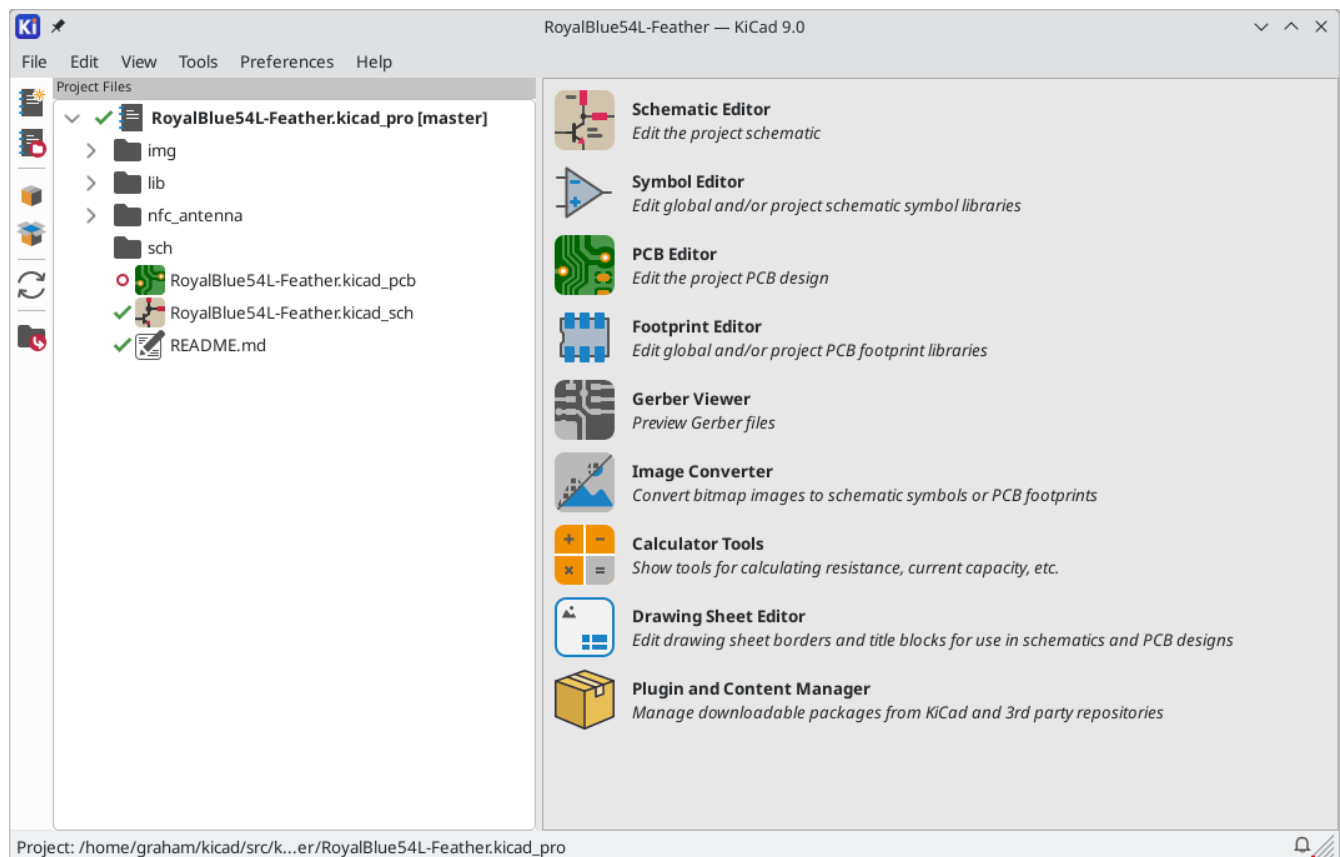 Ki
RoyalBlue54L-Feather — KiCad 9.0
File Edit View Tools Preferences Help
Project Files
RoyalBlue54L-Feather.kicad_pro [master]
img
lib
nfc_antenna
sch
RoyalBlue54L-Feather.kicad_pcb
RoyalBlue54L-Feather.kicad_sch
README.md
Schematic Editor
Edit the project schematic
Symbol Editor
Edit global and/or project schematic symbol libraries
PCB Editor
Edit the project PCB design
Footprint Editor
Edit global and/or project PCB footprint libraries
Gerber Viewer
Preview Gerber files
Image Converter
Convert bitmap images to schematic symbols or PCB footprints
Calculator Tools
Show tools for calculating resistance, current capacity, etc.
Drawing Sheet Editor
Edit drawing sheet borders and title blocks for use in schematics and PCB designs
Plugin and Content Manager
Manage downloadable packages from KiCad and 3rd party repositories
Project: /home/graham/kicad/src/k...er/RoyalBlue54L-Feather.kicad_pro